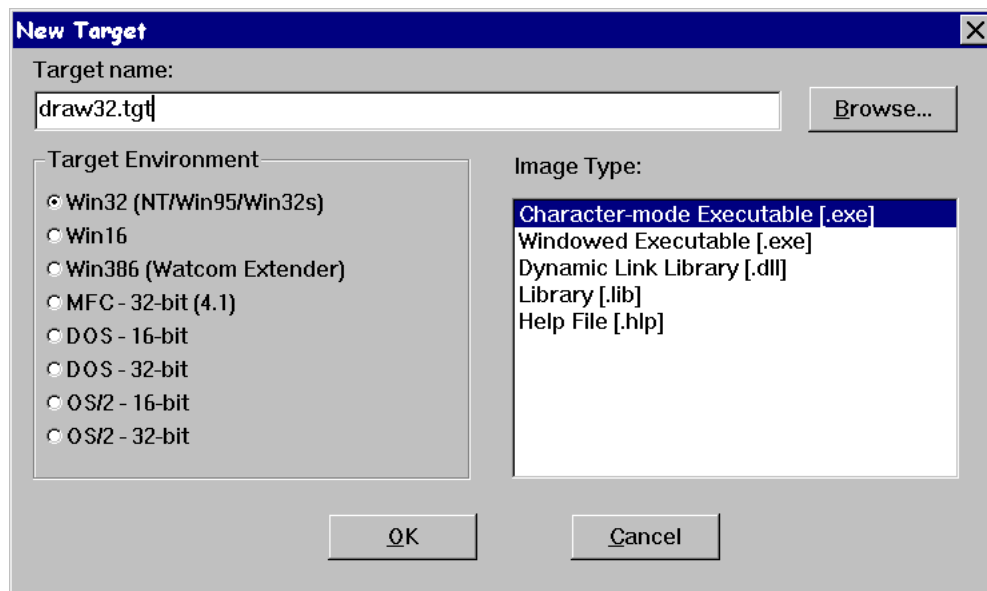 New Target
Target name:
draw32.tgt
Browse...
Target Environment
Win32 (NT/Win95/Win32s)
Win16
Win386 (Watcom Extender)
MFC - 32-bit (4.1)
DOS - 16-bit
DOS - 32-bit
OS/2 - 16-bit
OS/2 - 32-bit
Image Type:
Character-mode Executable [.exe]
Windowed Executable [.exe]
Dynamic Link Library [.dll]
Library [.lib]
Help File [.hlp]
OK
Cancel